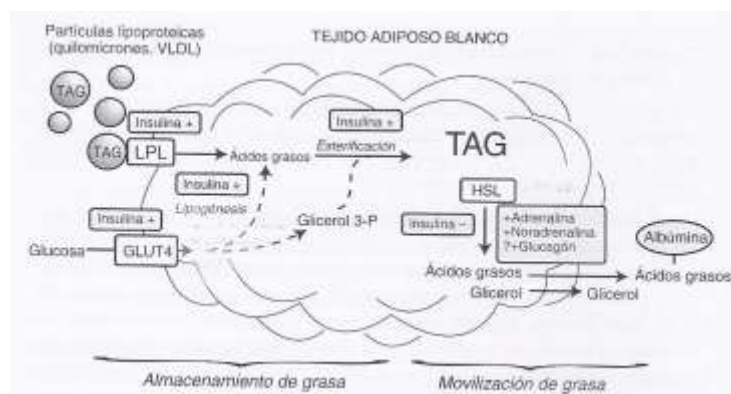 Partículas lipoproteicas
(quilomicrones, VLDL)
TEJIDO ADIPOSO BLANCO
TAG
Insulina +
TAG
LPL
Ácidos grasos
Insulina +
Esterificación
TAG
Insulina +
Lipogénesis
Glicerol 3-P
Insulina +
Glucosa
GLUT4
HSL
Insulina –
+Adrenalina
+Noradrenalina
?+Glucagón
Albúmina
Ácidos grasos
Ácidos grasos
Glicerol
Glicerol
Almacenamiento de grasa
Movilización de grasa